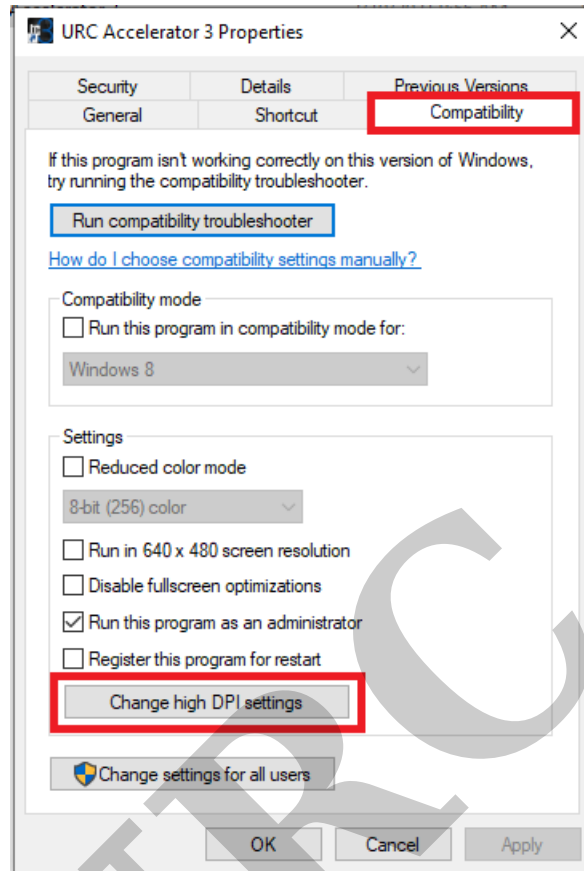 URC Accelerator 3 Properties
Security Details Previous Versions
General Shortcut Compatibility
If this program isn't working correctly on this version of Windows,
try running the compatibility troubleshooter.
Run compatibility troubleshooter
How do I choose compatibility settings manually?
Compatibility mode
Run this program in compatibility mode for:
Windows 8
Settings
Reduced color mode
8-bit (256) color
Run in 640 x 480 screen resolution
Disable fullscreen optimizations
Run this program as an administrator
Register this program for restart
Change high DPI settings
Change settings for all users
OK Cancel Apply
URC